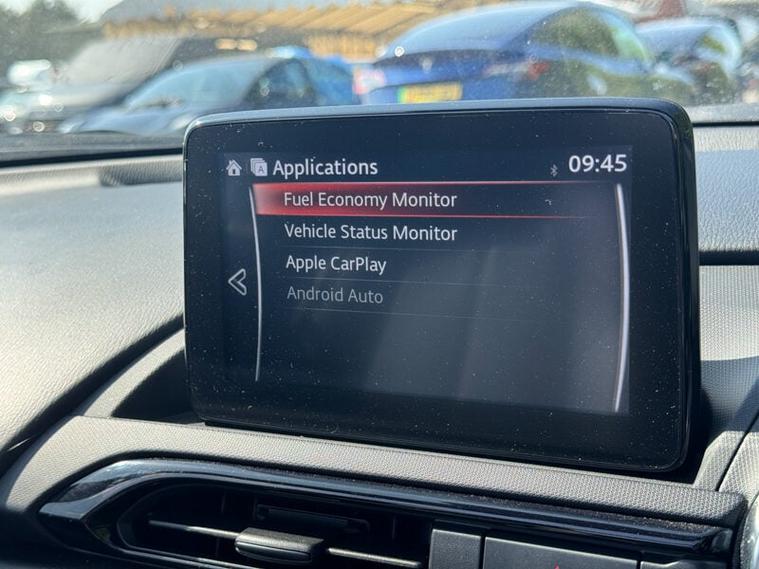 Applications
09:45
Fuel Economy Monitor
Vehicle Status Monitor
Apple CarPlay
Android Auto